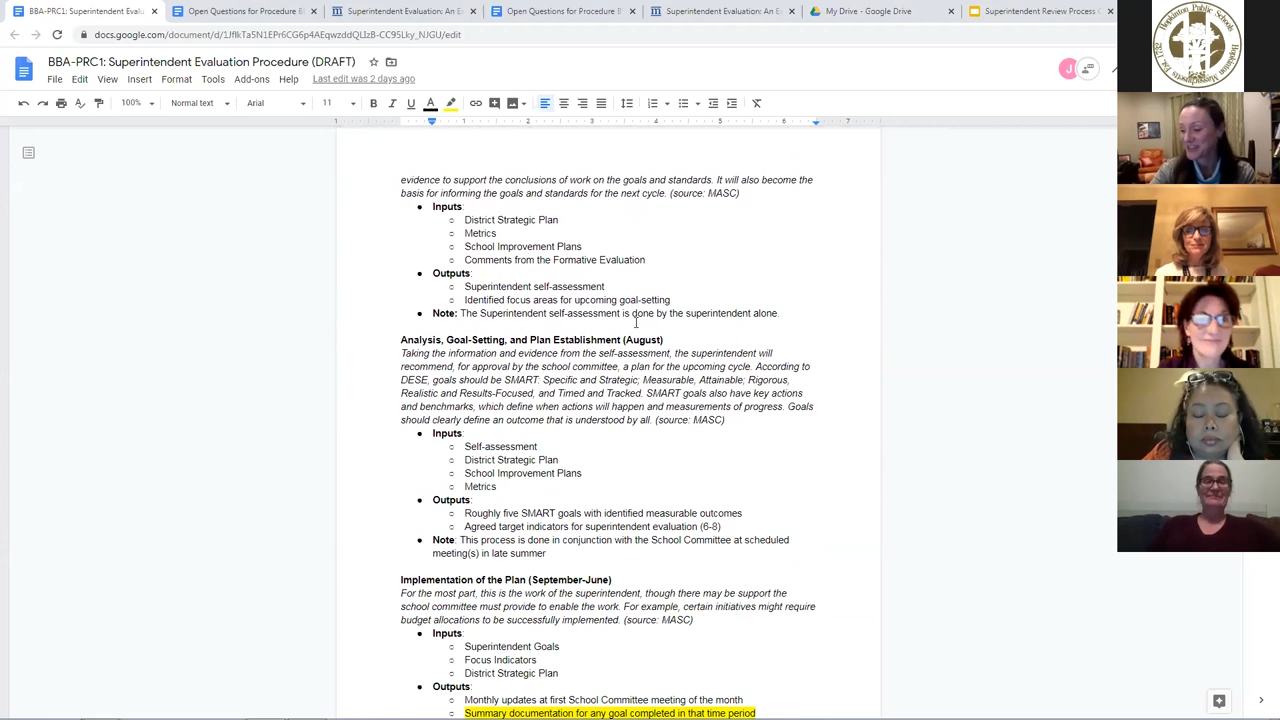 BBA-PRC1: Superintendent Evalu
Open Questions for Procedure B
Superintendent Evaluation: An E
Open Questions for Procedure B
Superintendent Evaluation: An E
My Drive - Google Drive
Superintendent Review Process
docs.google.com/document/d/1JflkTa5N1EPr6CG6p4AEqwzddQLIzB-CC95Lky_NJGU/edit
BBA-PRC1: Superintendent Evaluation Procedure (DRAFT)
File Edit View Insert Format Tools Add-ons Help Last edit was 2 days ago
100% Normal text Arial 11
evidence to support the conclusions of work on the goals and standards. It will also become the
basis for informing the goals and standards for the next cycle. (source: MASC)
Inputs:
District Strategic Plan
Metrics
School Improvement Plans
Comments from the Formative Evaluation
Outputs:
Superintendent self-assessment
Identified focus areas for upcoming goal-setting
Note: The Superintendent self-assessment is done by the superintendent alone.
Analysis, Goal-Setting, and Plan Establishment (August)
Taking the information and evidence from the self-assessment, the superintendent will
recommend, for approval by the school committee, a plan for the upcoming cycle. According to
DESE, goals should be SMART: Specific and Strategic; Measurable, Attainable; Rigorous,
Realistic and Results-Focused, and Timed and Tracked. SMART goals also have key actions
and benchmarks, which define when actions will happen and measurements of progress. Goals
should clearly define an outcome that is understood by all. (source: MASC)
Inputs:
Self-assessment
District Strategic Plan
School Improvement Plans
Metrics
Outputs:
Roughly five SMART goals with identified measurable outcomes
Agreed target indicators for superintendent evaluation (6-8)
Note: This process is done in conjunction with the School Committee at scheduled
meeting(s) in late summer
Implementation of the Plan (September-June)
For the most part, this is the work of the superintendent, though there may be support the
school committee must provide to enable the work. For example, certain initiatives might require
budget allocations to be successfully implemented. (source: MASC)
Inputs:
Superintendent Goals
Focus Indicators
District Strategic Plan
Outputs:
Monthly updates at first School Committee meeting of the month
Summary documentation for any goal completed in that time period
Hopkinton Public Schools